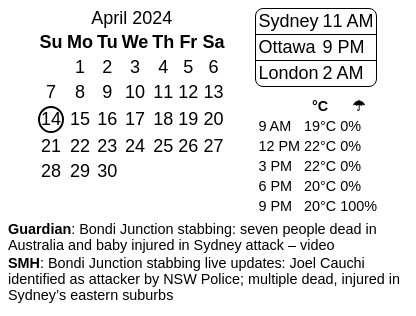 April 2024
Su Mo Tu We Th Fr Sa
1 2 3 4 5 6
7 8 9 10 11 12 13
14 15 16 17 18 19 20
21 22 23 24 25 26 27
28 29 30
Sydney 11 AM
Ottawa 9 PM
London 2 AM
°C ☂
9 AM 19°C 0%
12 PM 22°C 0%
3 PM 22°C 0%
6 PM 20°C 0%
9 PM 20°C 100%
Guardian: Bondi Junction stabbing: seven people dead in
Australia and baby injured in Sydney attack – video
SMH: Bondi Junction stabbing live updates: Joel Cauchi
identified as attacker by NSW Police; multiple dead, injured in
Sydney's eastern suburbs